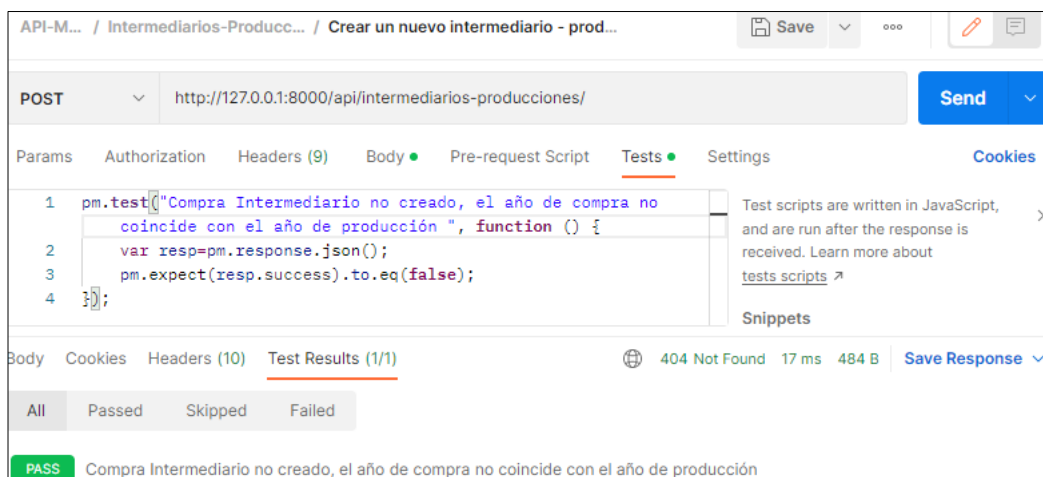 API-M... / Intermediarios-Producc... / Crear un nuevo intermediario - prod... Save ooo
POST http://127.0.0.1:8000/api/intermediarios-producciones/ Send
Params Authorization Headers (9) Body Pre-request Script Tests Settings Cookies
1 pm.test("Compra Intermediario no creado, el año de compra no
coincide con el año de producción ", function () {
2 var resp=pm.response.json();
3 pm.expect(resp.success).to.eq(false);
4 });
Test scripts are written in JavaScript,
and are run after the response is
received. Learn more about
tests scripts ↗
Snippets
Body Cookies Headers (10) Test Results (1/1) 404 Not Found 17 ms 484 B Save Response
All Passed Skipped Failed
PASS Compra Intermediario no creado, el año de compra no coincide con el año de producción